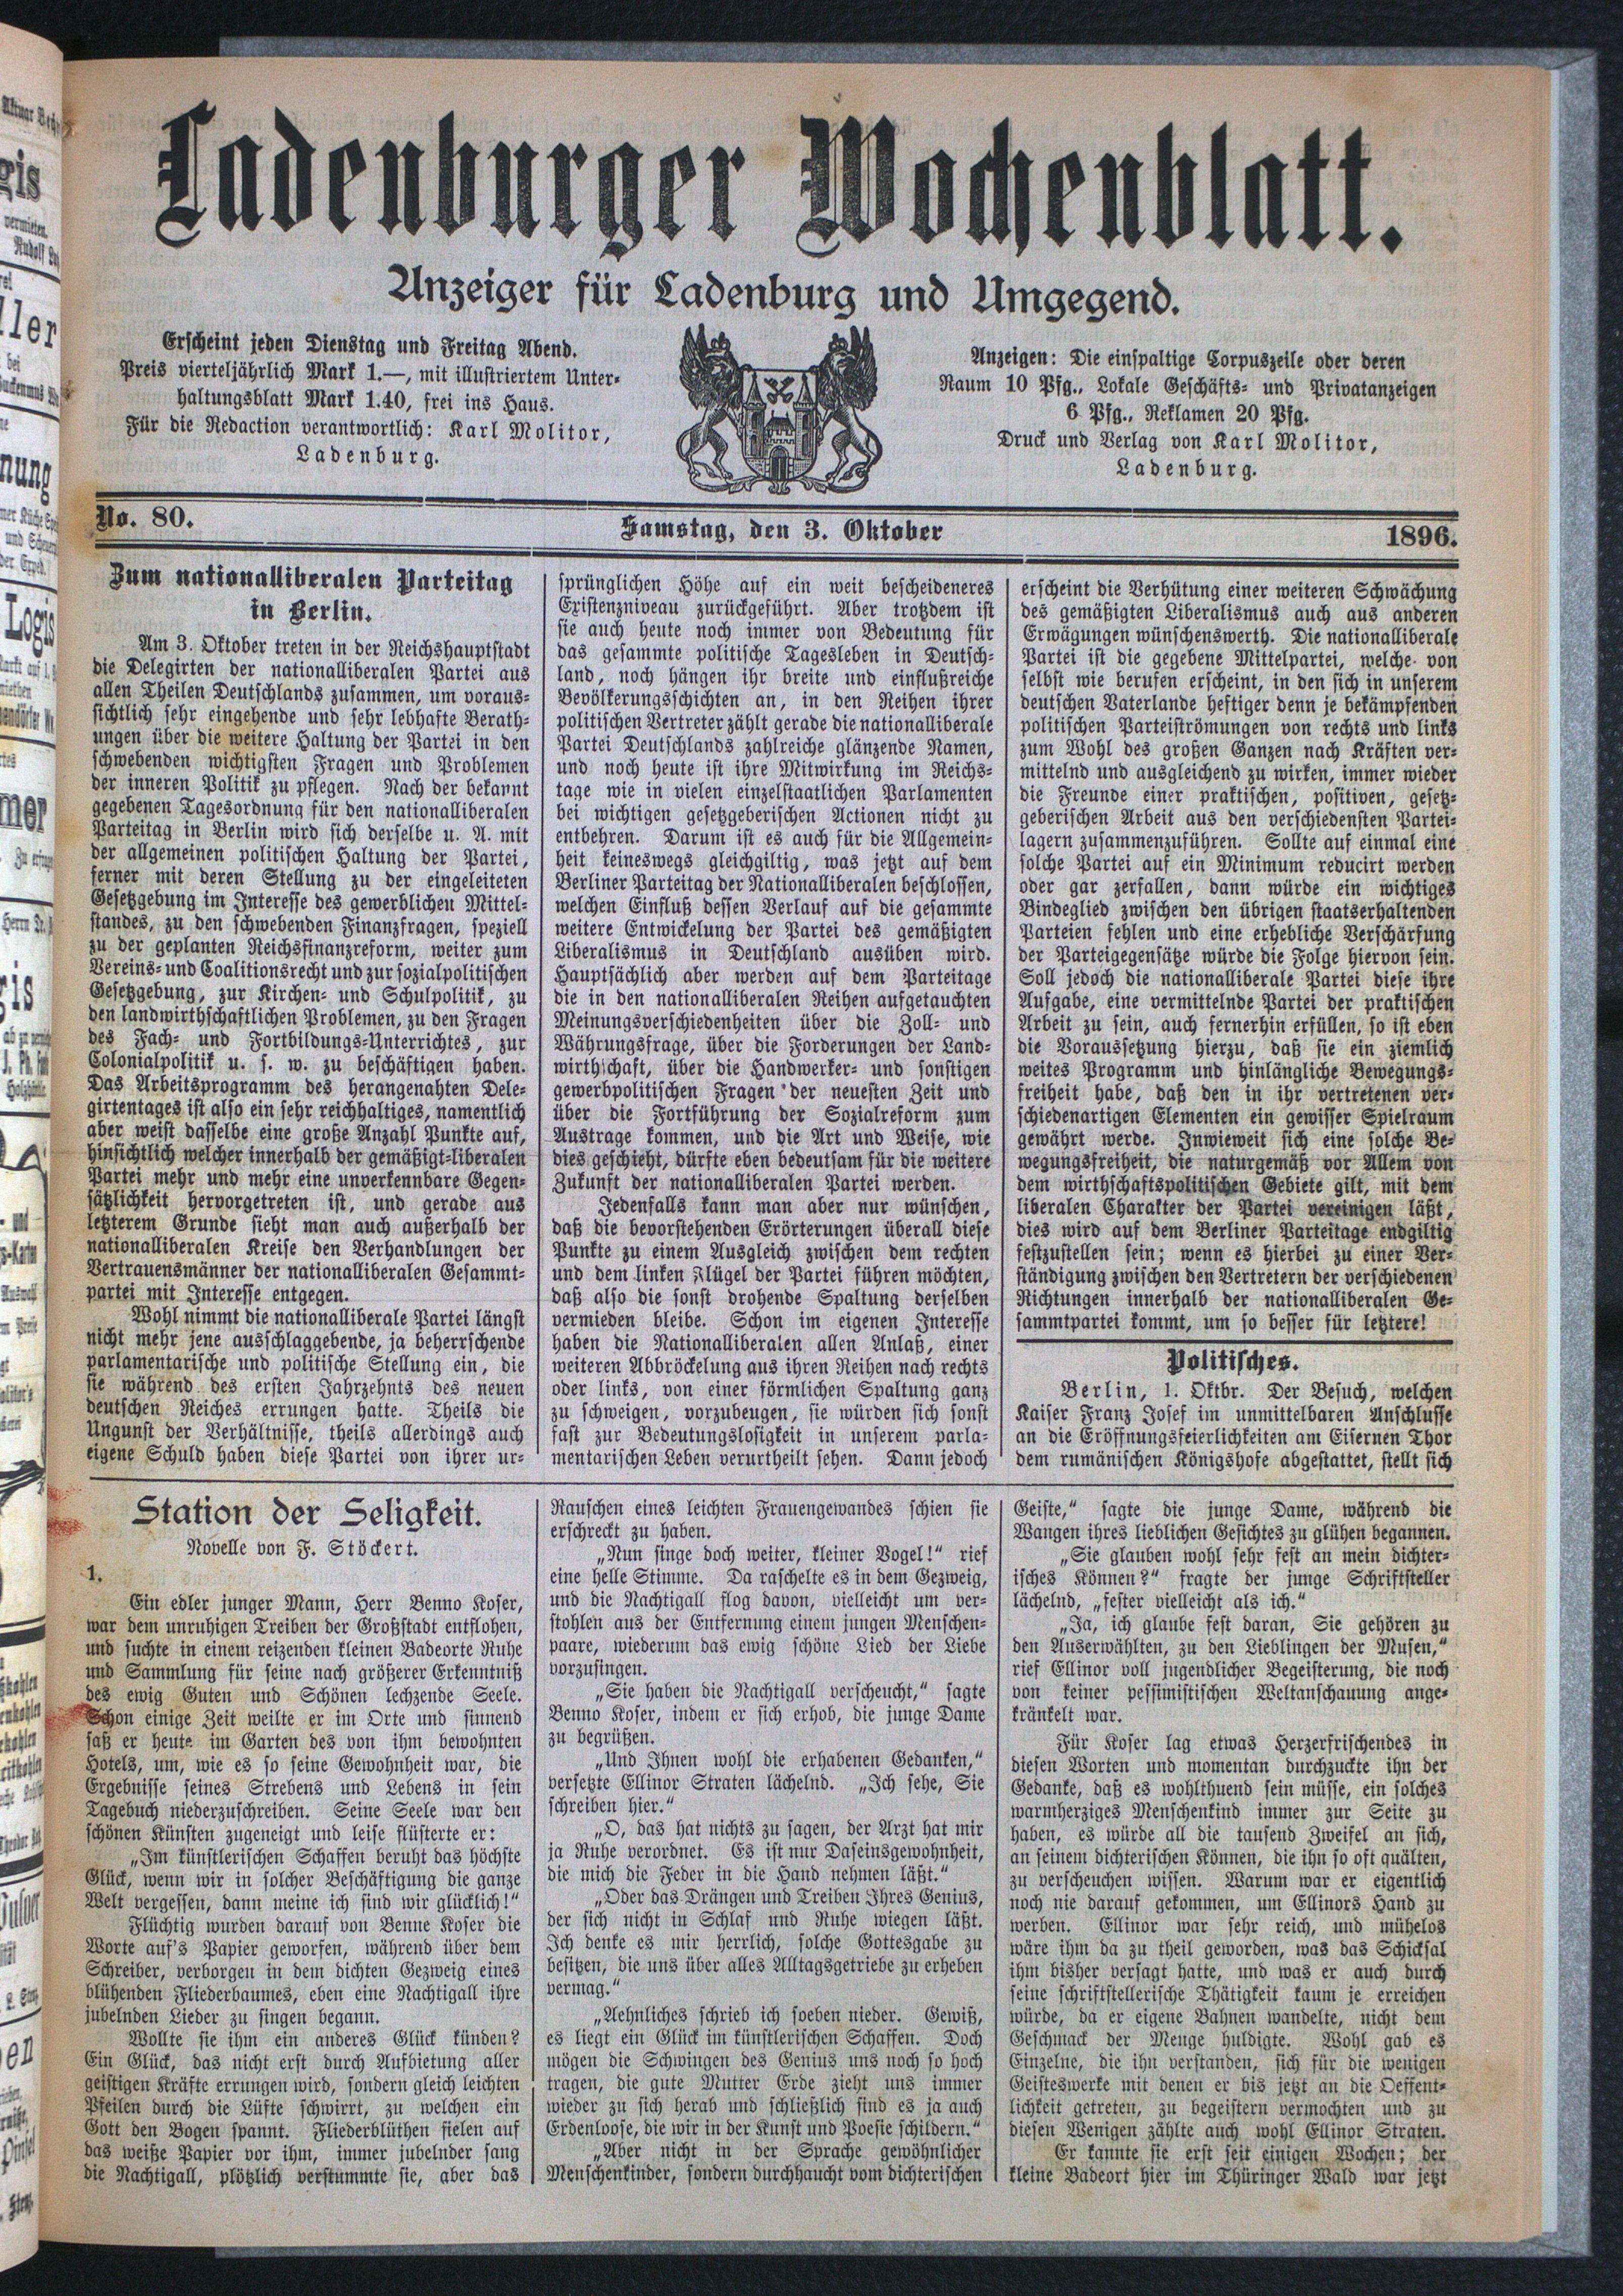 Ladenburger Wochenblatt.
Anzeiger für Ladenburg und Umgegend.
Erscheint jeden Dienstag und Freitag Abend.
Preis vierteljährlich Mark 1.—, mit illustriertem Unter-
haltungsblatt Mark 1.40, frei ins Haus.
Für die Redaction verantwortlich: Karl Molitor,
Ladenburg.
Anzeigen: Die einspaltige Corpuszeile oder deren
Raum 10 Pfg., Lokale Geschäfts- und Privatanzeigen
6 Pfg., Reklamen 20 Pfg.
Druck und Verlag von Karl Molitor,
Ladenburg.
No. 80.
Samstag, den 3. Oktober
1896.
Zum nationalliberalen Parteitag
in Berlin.
Am 3. Oktober treten in der Reichshauptstadt
die Delegirten der nationalliberalen Partei aus
allen Theilen Deutschlands zusammen, um voraus-
sichtlich sehr eingehende und sehr lebhafte Berath-
ungen über die weitere Haltung der Partei in den
schwebenden wichtigsten Fragen und Problemen
der inneren Politik zu pflegen. Nach der bekannt
gegebenen Tagesordnung für den nationalliberalen
Parteitag in Berlin wird sich derselbe u. A. mit
der allgemeinen politischen Haltung der Partei,
ferner mit deren Stellung zu der eingeleiteten
Gesetzgebung im Interesse des gewerblichen Mittel-
standes, zu den schwebenden Finanzfragen, speziell
zu der geplanten Reichsfinanzreform, weiter zum
Vereins- und Coalitionsrecht und zur sozialpolitischen
Gesetzgebung, zur Kirchen- und Schulpolitik, zu
den landwirthschaftlichen Problemen, zu den Fragen
des Fach- und Fortbildungs-Unterrichtes, zur
Colonialpolitik u. s. w. zu beschäftigen haben.
Das Arbeitsprogramm des herangenahten Dele-
girtentages ist also ein sehr reichhaltiges, namentlich
aber weist dasselbe eine große Anzahl Punkte auf,
hinsichtlich welcher innerhalb der gemäßigt-liberalen
Partei mehr und mehr eine unverkennbare Gegen-
sätzlichkeit hervorgetreten ist, und gerade aus
letzterem Grunde sieht man auch außerhalb der
nationalliberalen Kreise den Verhandlungen der
Vertrauensmänner der nationalliberalen Gesammt-
partei mit Interesse entgegen.
Wohl nimmt die nationalliberale Partei längst
nicht mehr jene ausschlaggebende, ja beherrschende
parlamentarische und politische Stellung ein, die
sie während des ersten Jahrzehnts des neuen
deutschen Reiches errungen hatte. Theils die
Ungunst der Verhältnisse, theils allerdings auch
eigene Schuld haben diese Partei von ihrer ur-
sprünglichen Höhe auf ein weit bescheideneres
Existenzniveau zurückgeführt. Aber trotzdem ist
sie auch heute noch immer von Bedeutung für
das gesammte politische Tagesleben in Deutsch-
land, noch hängen ihr breite und einflußreiche
Bevölkerungsschichten an, in den Reihen ihrer
politischen Vertreter zählt gerade die nationalliberale
Partei Deutschlands zahlreiche glänzende Namen,
und noch heute ist ihre Mitwirkung im Reichs-
tage wie in vielen einzelstaatlichen Parlamenten
bei wichtigen gesetzgeberischen Actionen nicht zu
entbehren. Darum ist es auch für die Allgemein-
heit keineswegs gleichgiltig, was jetzt auf dem
Berliner Parteitag der Nationalliberalen beschlossen,
welchen Einfluß dessen Verlauf auf die gesammte
weitere Entwickelung der Partei des gemäßigten
Liberalismus in Deutschland ausüben wird.
Hauptsächlich aber werden auf dem Parteitage
die in den nationalliberalen Reihen aufgetauchten
Meinungsverschiedenheiten über die Zoll- und
Währungsfrage, über die Forderungen der Land-
wirthschaft, über die Handwerker- und sonstigen
gewerbpolitischen Fragen der neuesten Zeit und
über die Fortführung der Sozialreform zum
Austrage kommen, und die Art und Weise, wie
dies geschieht, dürfte eben bedeutsam für die weitere
Zukunft der nationalliberalen Partei werden.
Jedenfalls kann man aber nur wünschen,
daß die bevorstehenden Erörterungen überall diese
Punkte zu einem Ausgleich zwischen dem rechten
und dem linken Flügel der Partei führen möchten,
daß also die sonst drohende Spaltung derselben
vermieden bleibe. Schon im eigenen Interesse
haben die Nationalliberalen allen Anlaß, einer
weiteren Abbröckelung aus ihren Reihen nach rechts
oder links, von einer förmlichen Spaltung ganz
zu schweigen, vorzubeugen, sie würden sich sonst
fast zur Bedeutungslosigkeit in unserem parla-
mentarischen Leben verurtheilt sehen. Dann jedoch
erscheint die Verhütung einer weiteren Schwächung
des gemäßigten Liberalismus auch aus anderen
Erwägungen wünschenswerth. Die nationalliberale
Partei ist die gegebene Mittelpartei, welche von
selbst wie berufen erscheint, in den sich in unserem
deutschen Vaterlande heftiger denn je bekämpfenden
politischen Parteiströmungen von rechts und links
zum Wohl des großen Ganzen nach Kräften ver-
mittelnd und ausgleichend zu wirken, immer wieder
die Freunde einer praktischen, positiven, gesetz-
geberischen Arbeit aus den verschiedensten Partei-
lagern zusammenzuführen. Sollte auf einmal eine
solche Partei auf ein Minimum reducirt werden
oder gar zerfallen, dann würde ein wichtiges
Bindeglied zwischen den übrigen staatserhaltenden
Parteien fehlen und eine erhebliche Verschärfung
der Parteigegensätze würde die Folge hiervon sein.
Soll jedoch die nationalliberale Partei diese ihre
Aufgabe, eine vermittelnde Partei der praktischen
Arbeit zu sein, auch fernerhin erfüllen, so ist eben
die Voraussetzung hierzu, daß sie ein ziemlich
weites Programm und hinlängliche Bewegungs-
freiheit habe, daß den in ihr vertretenen ver-
schiedenartigen Elementen ein gewisser Spielraum
gewährt werde. Inwieweit sich eine solche Be-
wegungsfreiheit, die naturgemäß vor Allem von
dem wirthschaftspolitischen Gebiete gilt, mit dem
liberalen Charakter der Partei vereinigen läßt,
dies wird auf dem Berliner Parteitage endgiltig
festzustellen sein; wenn es hierbei zu einer Ver-
ständigung zwischen den Vertretern der verschiedenen
Richtungen innerhalb der nationalliberalen Ge-
sammtpartei kommt, um so besser für letztere!
Politisches.
Berlin, 1. Oktbr. Der Besuch, welchen
Kaiser Franz Josef im unmittelbaren Anschlusse
an die Eröffnungsfeierlichkeiten am Eisernen Thor
dem rumänischen Königshofe abgestattet, stellt sich
Station der Seligkeit.
Novelle von F. Stöckert.
1.
Ein edler junger Mann, Herr Benno Koser,
war dem unruhigen Treiben der Großstadt entflohen,
und suchte in einem reizenden kleinen Badeorte Ruhe
und Sammlung für seine nach größerer Erkenntniß
des ewig Guten und Schönen lechzende Seele.
Schon einige Zeit weilte er im Orte und sinnend
saß er heute im Garten des von ihm bewohnten
Hotels, um, wie es so seine Gewohnheit war, die
Ergebnisse seines Strebens und Lebens in sein
Tagebuch niederzuschreiben. Seine Seele war den
schönen Künsten zugeneigt und leise flüsterte er:
„Im künstlerischen Schaffen beruht das höchste
Glück, wenn wir in solcher Beschäftigung die ganze
Welt vergessen, dann meine ich sind wir glücklich!“
Flüchtig wurden darauf von Benne Koser die
Worte auf's Papier geworfen, während über dem
Schreiber, verborgen in dem dichten Gezweig eines
blühenden Fliederbaumes, eben eine Nachtigall ihre
jubelnden Lieder zu singen begann.
Wollte sie ihm ein anderes Glück künden?
Ein Glück, das nicht erst durch Aufbietung aller
geistigen Kräfte errungen wird, sondern gleich leichten
Pfeilen durch die Lüfte schwirrt, zu welchen ein
Gott den Bogen spannt. Fliederblüthen fielen auf
das weiße Papier vor ihm, immer jubelnder sang
die Nachtigall, plötzlich verstummte sie, aber das
Rauschen eines leichten Frauengewandes schien sie
erschreckt zu haben.
„Nun singe doch weiter, kleiner Vogel!“ rief
eine helle Stimme. Da raschelte es in dem Gezweig,
und die Nachtigall flog davon, vielleicht um ver-
stohlen aus der Entfernung einem jungen Menschen-
paare, wiederum das ewig schöne Lied der Liebe
vorzusingen.
„Sie haben die Nachtigall verscheucht,“ sagte
Benno Koser, indem er sich erhob, die junge Dame
zu begrüßen.
„Und Ihnen wohl die erhabenen Gedanken,“
versetzte Ellinor Straten lächelnd. „Ich sehe, Sie
schreiben hier.“
„O, das hat nichts zu sagen, der Arzt hat mir
ja Ruhe verordnet. Es ist nur Daseinsgewohnheit,
die mich die Feder in die Hand nehmen läßt.“
„Oder das Drängen und Treiben Ihres Genius,
der sich nicht in Schlaf und Ruhe wiegen läßt.
Ich denke es mir herrlich, solche Gottesgabe zu
besitzen, die uns über alles Alltagsgetriebe zu erheben
vermag.“
„Aehnliches schrieb ich soeben nieder. Gewiß,
es liegt ein Glück im künstlerischen Schaffen. Doch
mögen die Schwingen des Genius uns noch so hoch
tragen, die gute Mutter Erde zieht uns immer
wieder zu sich herab und schließlich sind es ja auch
Erdenloose, die wir in der Kunst und Poesie schildern.“
„Aber nicht in der Sprache gewöhnlicher
Menschenkinder, sondern durchhaucht vom dichterischen
Geiste,“ sagte die junge Dame, während die
Wangen ihres lieblichen Gesichtes zu glühen begannen.
„Sie glauben wohl sehr fest an mein dichter-
isches Können?“ fragte der junge Schriftsteller
lächelnd, „fester vielleicht als ich.“
„Ja, ich glaube fest daran, Sie gehören zu
den Auserwählten, zu den Lieblingen der Musen,“
rief Ellinor voll jugendlicher Begeisterung, die noch
von keiner pessimistischen Weltanschauung ange-
kränkelt war.
Für Koser lag etwas Herzerfrischendes in
diesen Worten und momentan durchzuckte ihn der
Gedanke, daß es wohlthuend sein müsse, ein solches
warmherziges Menschenkind immer zur Seite zu
haben, es würde all die tausend Zweifel an sich,
an seinem dichterischen Können, die ihn so oft quälten,
zu verscheuchen wissen. Warum war er eigentlich
noch nie darauf gekommen, um Ellinors Hand zu
werben. Ellinor war sehr reich, und mühelos
wäre ihm da zu theil geworden, was das Schicksal
ihm bisher versagt hatte, und was er auch durch
seine schriftstellerische Thätigkeit kaum je erreichen
würde, da er eigene Bahnen wandelte, nicht dem
Geschmack der Menge huldigte. Wohl gab es
Einzelne, die ihn verstanden, sich für die wenigen
Geisteswerke mit denen er bis jetzt an die Oeffent-
lichkeit getreten, zu begeistern vermochten und zu
diesen Wenigen zählte auch wohl Ellinor Straten.
Er kannte sie erst seit einigen Wochen; der
kleine Badeort hier im Thüringer Wald war jetzt